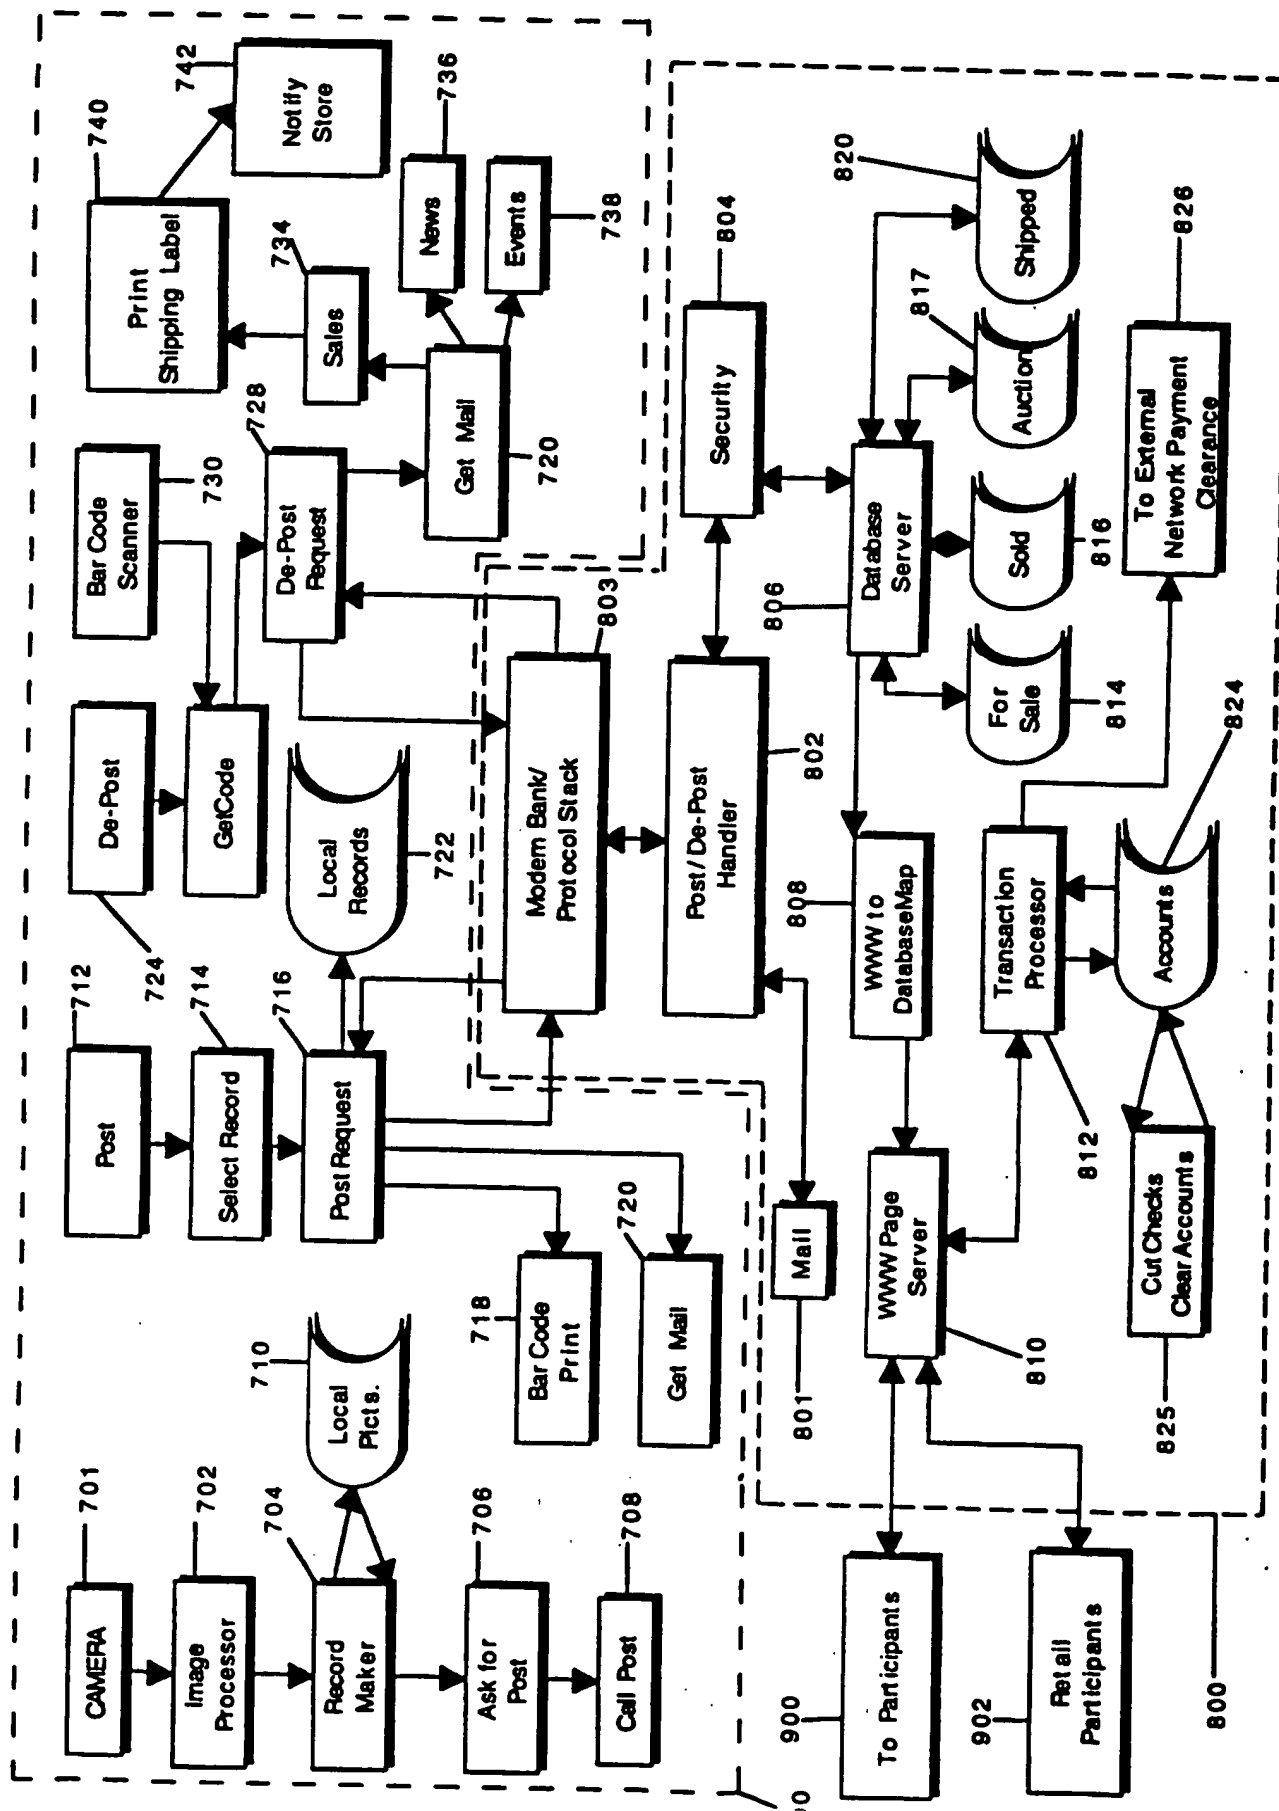 CAMERA
701
Image
Processor
702
Record
Maker
704
Local
Picts.
710
Ask for
Post
706
Call Post
708
Post
712
Select Record
714
Post Request
716
Local
Records
722
Bar Code
Print
718
Get Mail
720
De-Post
724
GetCode
Bar Code
Scanner
730
De-Post
Request
728
Get Mail
720
Sales
734
News
736
Events
738
Print
Shipping Label
740
Notify
Store
742
Modem Bank/
Protocol Stack
803
Post/De-Post
Handler
802
Security
804
Mail
801
Database
Server
806
WWW to
DatabaseMap
808
WWW Page
Server
810
For
Sale
814
Sold
816
Auction
817
Shipped
820
Transaction
Processor
812
Accounts
824
Cut Checks
Clear Accounts
825
To External
Network Payment
Clearance
826
To Participants
900
Retail
Participants
902
800
00